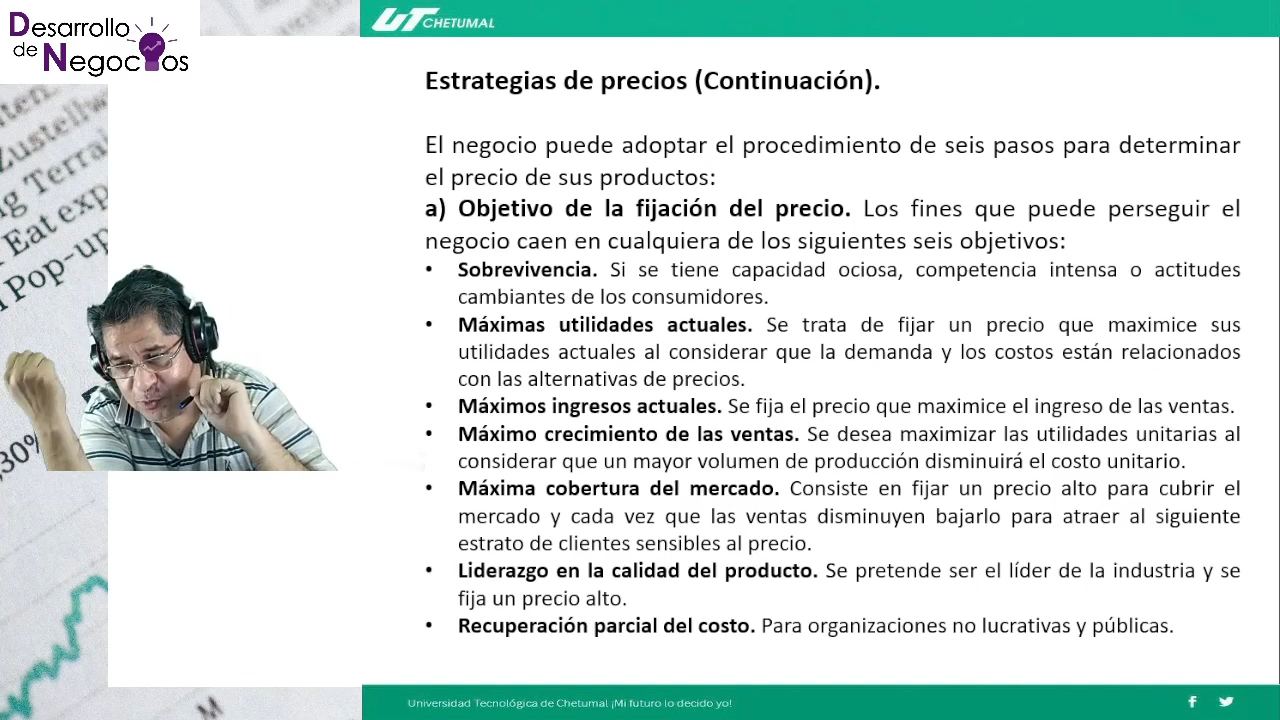 Desarrollo
de Negocios
UT CHETUMAL
Estrategias de precios (Continuación).
El negocio puede adoptar el procedimiento de seis pasos para determinar
el precio de sus productos:
a) Objetivo de la fijación del precio. Los fines que puede perseguir el
negocio caen en cualquiera de los siguientes seis objetivos:
• Sobrevivencia. Si se tiene capacidad ociosa, competencia intensa o actitudes
cambiantes de los consumidores.
• Máximas utilidades actuales. Se trata de fijar un precio que maximice sus
utilidades actuales al considerar que la demanda y los costos están relacionados
con las alternativas de precios.
• Máximos ingresos actuales. Se fija el precio que maximice el ingreso de las ventas.
• Máximo crecimiento de las ventas. Se desea maximizar las utilidades unitarias al
considerar que un mayor volumen de producción disminuirá el costo unitario.
• Máxima cobertura del mercado. Consiste en fijar un precio alto para cubrir el
mercado y cada vez que las ventas disminuyen bajarlo para atraer al siguiente
estrato de clientes sensibles al precio.
• Liderazgo en la calidad del producto. Se pretende ser el líder de la industria y se
fija un precio alto.
• Recuperación parcial del costo. Para organizaciones no lucrativas y públicas.
Universidad Tecnológica de Chetumal ¡Mi futuro lo decido yo!
Zustell
ng Terra
Eat exp
Pop-up
30%
M